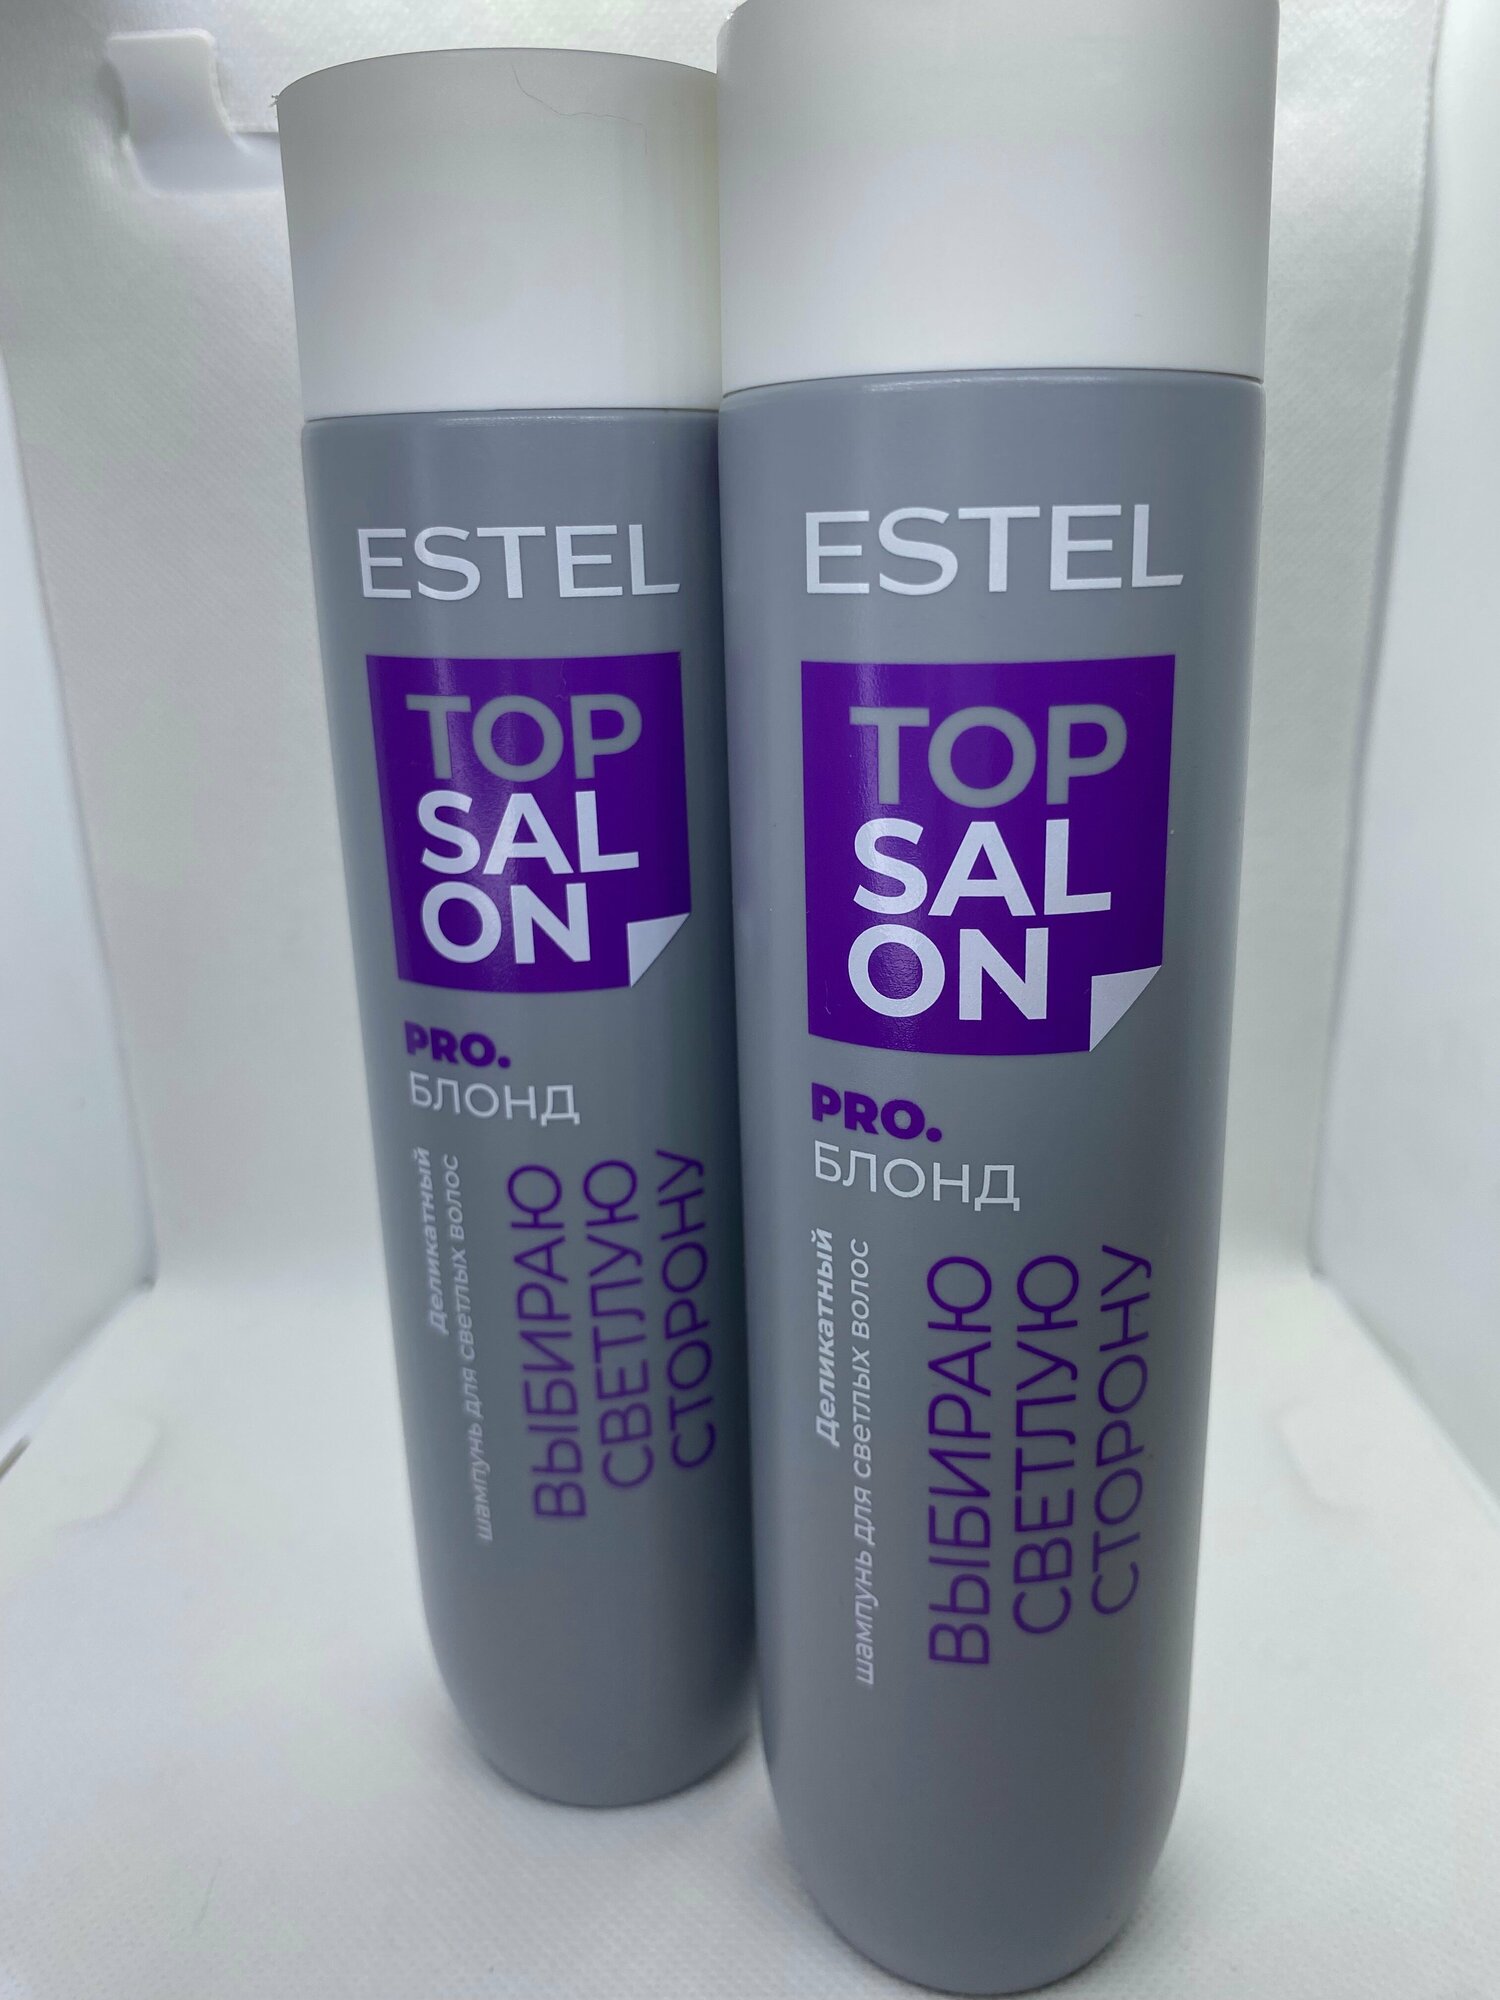 ESTEL
TOP
SAL
ON
PRO.
БЛОНД
Деликатный
шампунь для светлых волос
ВЫБИРАЮ
СВЕТЛУЮ
СТОРОНУ
ESTEL
TOP
SAL
ON
PRO.
БЛОНД
Деликатный
шампунь для светлых волос
ВЫБИРАЮ
СВЕТЛУЮ
СТОРОНУ